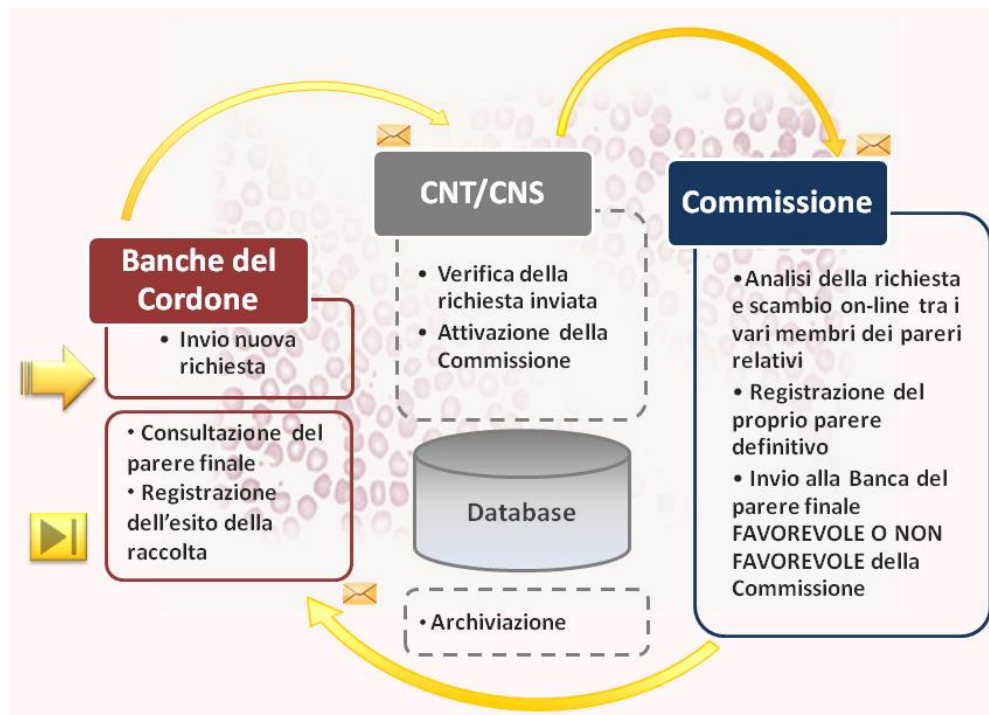 Banche del
Cordone
• Invio nuova
richiesta
• Consultazione del
parere finale
• Registrazione
dell'esito della
raccolta
CNT/CNS
• Verifica della
richiesta inviata
• Attivazione della
Commissione
Database
• Archiviazione
Commissione
•Analisi della richiesta
e scambio on-line tra i
vari membri dei pareri
relativi
• Registrazione del
proprio parere
definitivo
• Invio alla Banca del
parere finale
FAVOREVOLE O NON
FAVOREVOLE della
Commissione